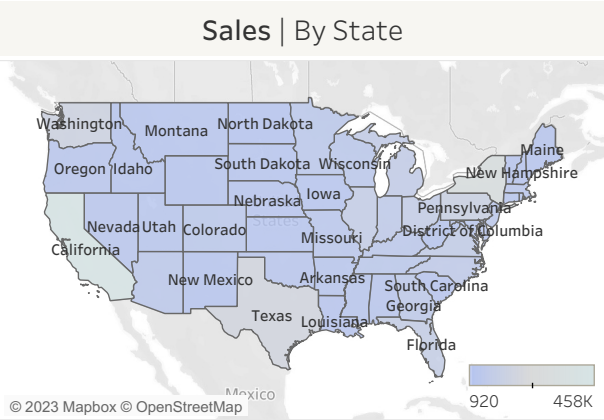 Sales | By State
Washington
Montana
North Dakota
Maine
Oregon
Idaho
South Dakota
Wisconsin
New Hampshire
Nebraska
Iowa
Pennsylvania
Nevada
Utah
Colorado
States
Missouri
District of Columbia
California
New Mexico
Arkansas
South Carolina
Georgia
Texas
Louisiana
Florida
Mexico
920
458K
© 2023 Mapbox © OpenStreetMap